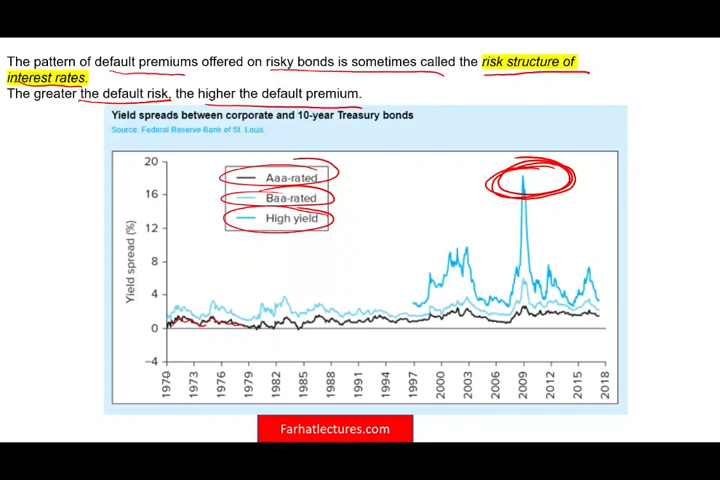 The pattern of default premiums offered on risky bonds is sometimes called the risk structure of
interest rates.
The greater the default risk, the higher the default premium.
Yield spreads between corporate and 10-year Treasury bonds
Source: Federal Reserve Bank of St. Louis.
Aaa-rated
Baa-rated
High yield
Yield spread (%)
20
16
12
8
4
0
−4
1970
1973
1976
1979
1982
1985
1988
1991
1994
1997
2000
2003
2006
2009
2012
2015
2018
Farhatlectures.com